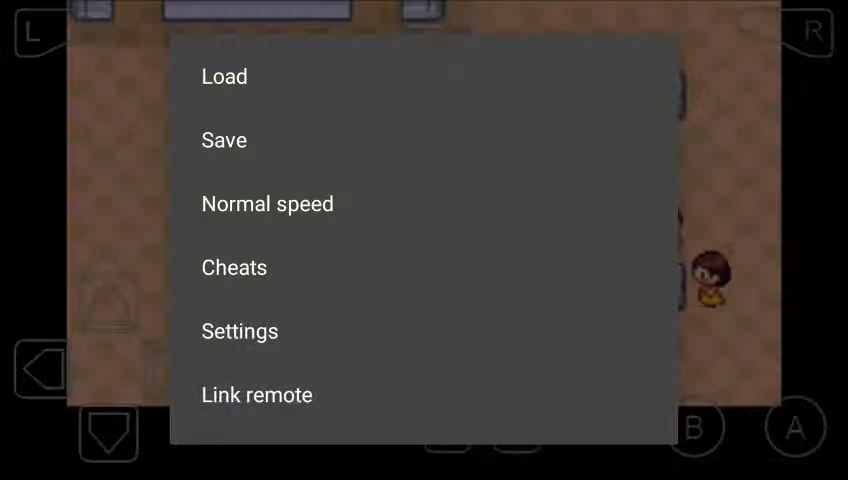 L
R
Load
Save
Normal speed
Cheats
Settings
Link remote
B
A